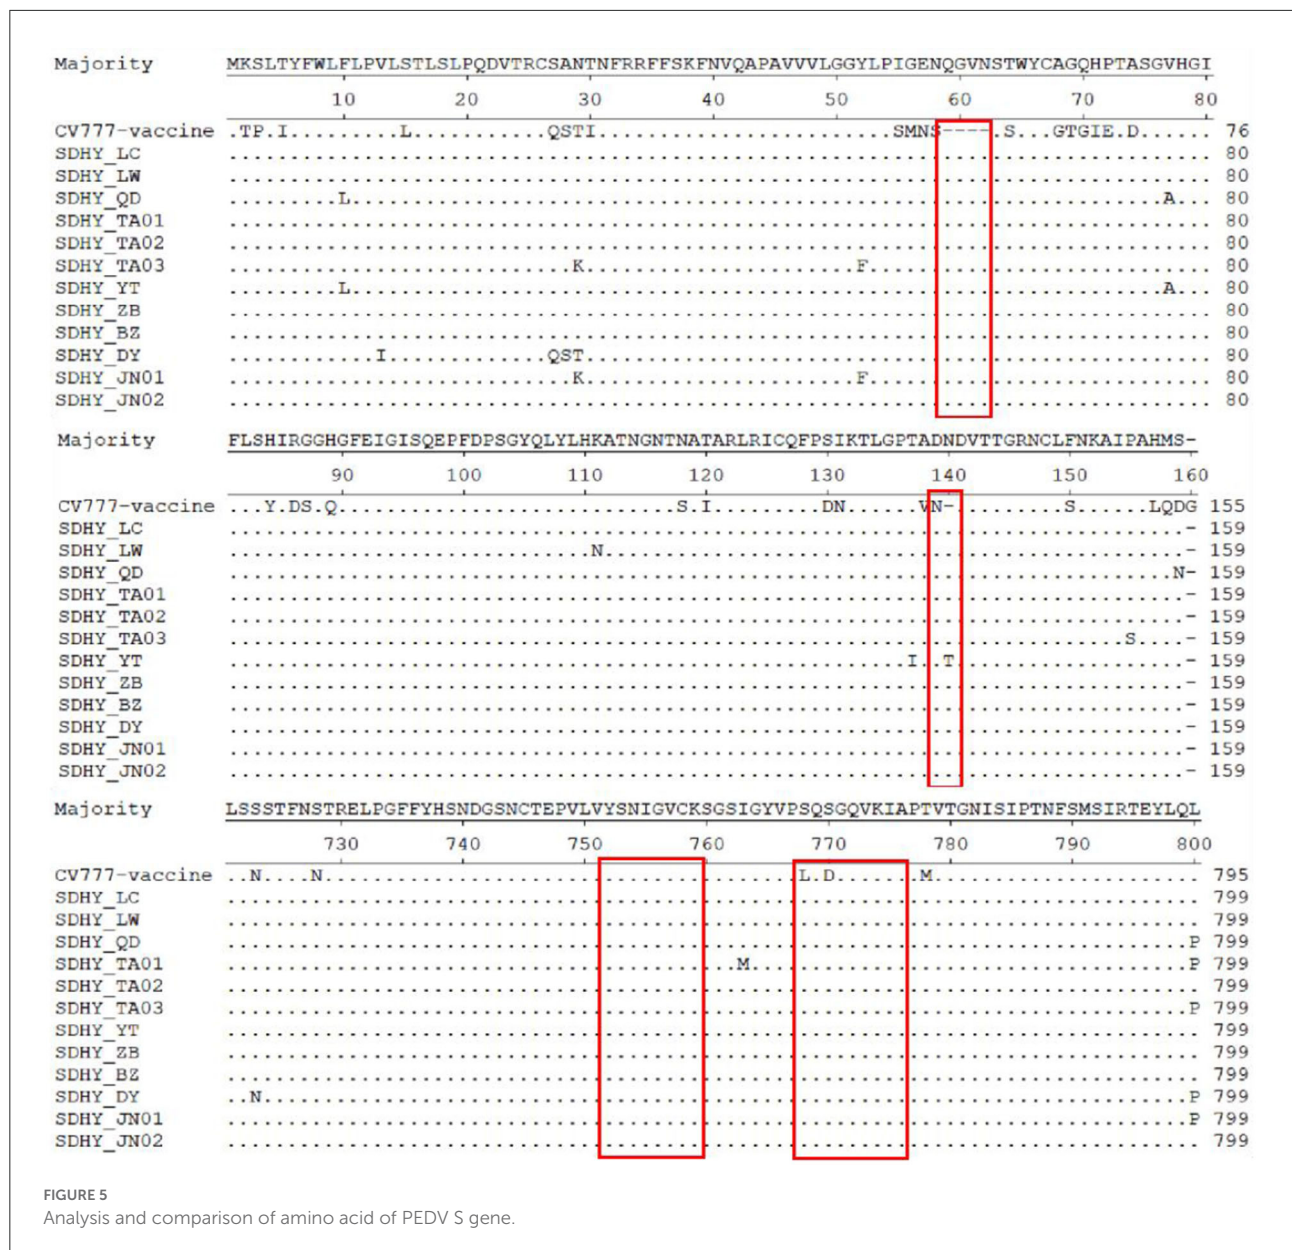 Majority MKSLTYFWLFLPVLSTLSLPQDVTRCSANTNFRRFFSKFNVQAPAVVVLGGYLPIGENQGVNSTWYCAGQHPTASGVHGI
10 20 30 40 50 60 70 80
CV777-vaccine .TP.I.........L...........QSTI........................SMNS----.S...GTGIE.D...... 76
SDHY_LC ................................................................................ 80
SDHY_LW ................................................................................ 80
SDHY_QD .........L..................................................................A... 80
SDHY_TA01 ................................................................................ 80
SDHY_TA02 ................................................................................ 80
SDHY_TA03 ............................K......................F............................ 80
SDHY_YT .........L..................................................................A... 80
SDHY_ZB ................................................................................ 80
SDHY_BZ ................................................................................ 80
SDHY_DY ............I.............QST................................................... 80
SDHY_JN01 ............................K......................F............................ 80
SDHY_JN02 ................................................................................ 80
Majority FLSHIRGGHGFEIGISQEPFDPSGYQLYLHKATNGNTNATARLRICQFPSIKTLGPTADNDVTTGRNCLFNKAIPAHMS-
90 100 110 120 130 140 150 160
CV777-vaccine ...Y.DS.Q............................S.I.........DN......VN-.........S......LQDG 155
SDHY_LC ...............................................................................- 159
SDHY_LW ..............................N................................................- 159
SDHY_QD ..............................................................................N- 159
SDHY_TA01 ...............................................................................- 159
SDHY_TA02 ...............................................................................- 159
SDHY_TA03 ..........................................................................S....- 159
SDHY_YT ........................................................I..T...................- 159
SDHY_ZB ...............................................................................- 159
SDHY_BZ ...............................................................................- 159
SDHY_DY ...............................................................................- 159
SDHY_JN01 ...............................................................................- 159
SDHY_JN02 ...............................................................................- 159
Majority LSSSTFNSTRELPGFFYHSNDGSNCTEPVLVYSNIGVCKSGSIGYVPSQSGQVKIAPTVTGNISIPTNFSMSIRTEYLQL
730 740 750 760 770 780 790 800
CV777-vaccine ..N....N.......................................L.D.......M...................... 795
SDHY_LC ................................................................................ 799
SDHY_LW ................................................................................ 799
SDHY_QD ...............................................................................P 799
SDHY_TA01 ..........................................M....................................P 799
SDHY_TA02 ................................................................................ 799
SDHY_TA03 ...............................................................................P 799
SDHY_YT ................................................................................ 799
SDHY_ZB ................................................................................ 799
SDHY_BZ ................................................................................ 799
SDHY_DY ..N............................................................................P 799
SDHY_JN01 ...............................................................................P 799
SDHY_JN02 ................................................................................ 799
FIGURE 5
Analysis and comparison of amino acid of PEDV S gene.